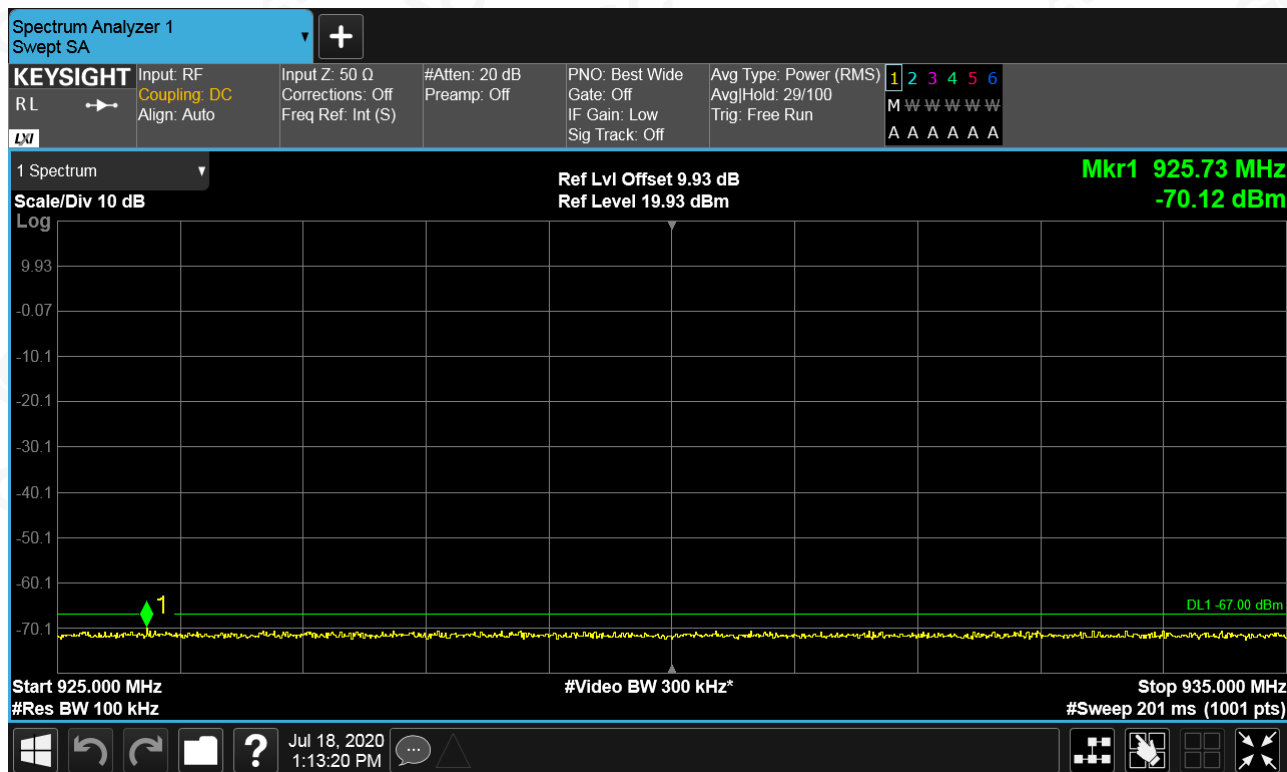 Spectrum Analyzer 1
Swept SA
+
KEYSIGHT
R L
LXI
Input: RF
Coupling: DC
Align: Auto
Input Z: 50 Ω
Corrections: Off
Freq Ref: Int (S)
#Atten: 20 dB
Preamp: Off
PNO: Best Wide
Gate: Off
IF Gain: Low
Sig Track: Off
Avg Type: Power (RMS)
Avg|Hold: 29/100
Trig: Free Run
1 2 3 4 5 6
M W W W W W
A A A A A A
1 Spectrum
Scale/Div 10 dB
Ref Lvl Offset 9.93 dB
Ref Level 19.93 dBm
Mkr1 925.73 MHz
-70.12 dBm
Log
9.93
-0.07
-10.1
-20.1
-30.1
-40.1
-50.1
-60.1
1
DL1 -67.00 dBm
-70.1
Start 925.000 MHz
#Res BW 100 kHz
#Video BW 300 kHz*
Stop 935.000 MHz
#Sweep 201 ms (1001 pts)
?
Jul 18, 2020
1:13:20 PM